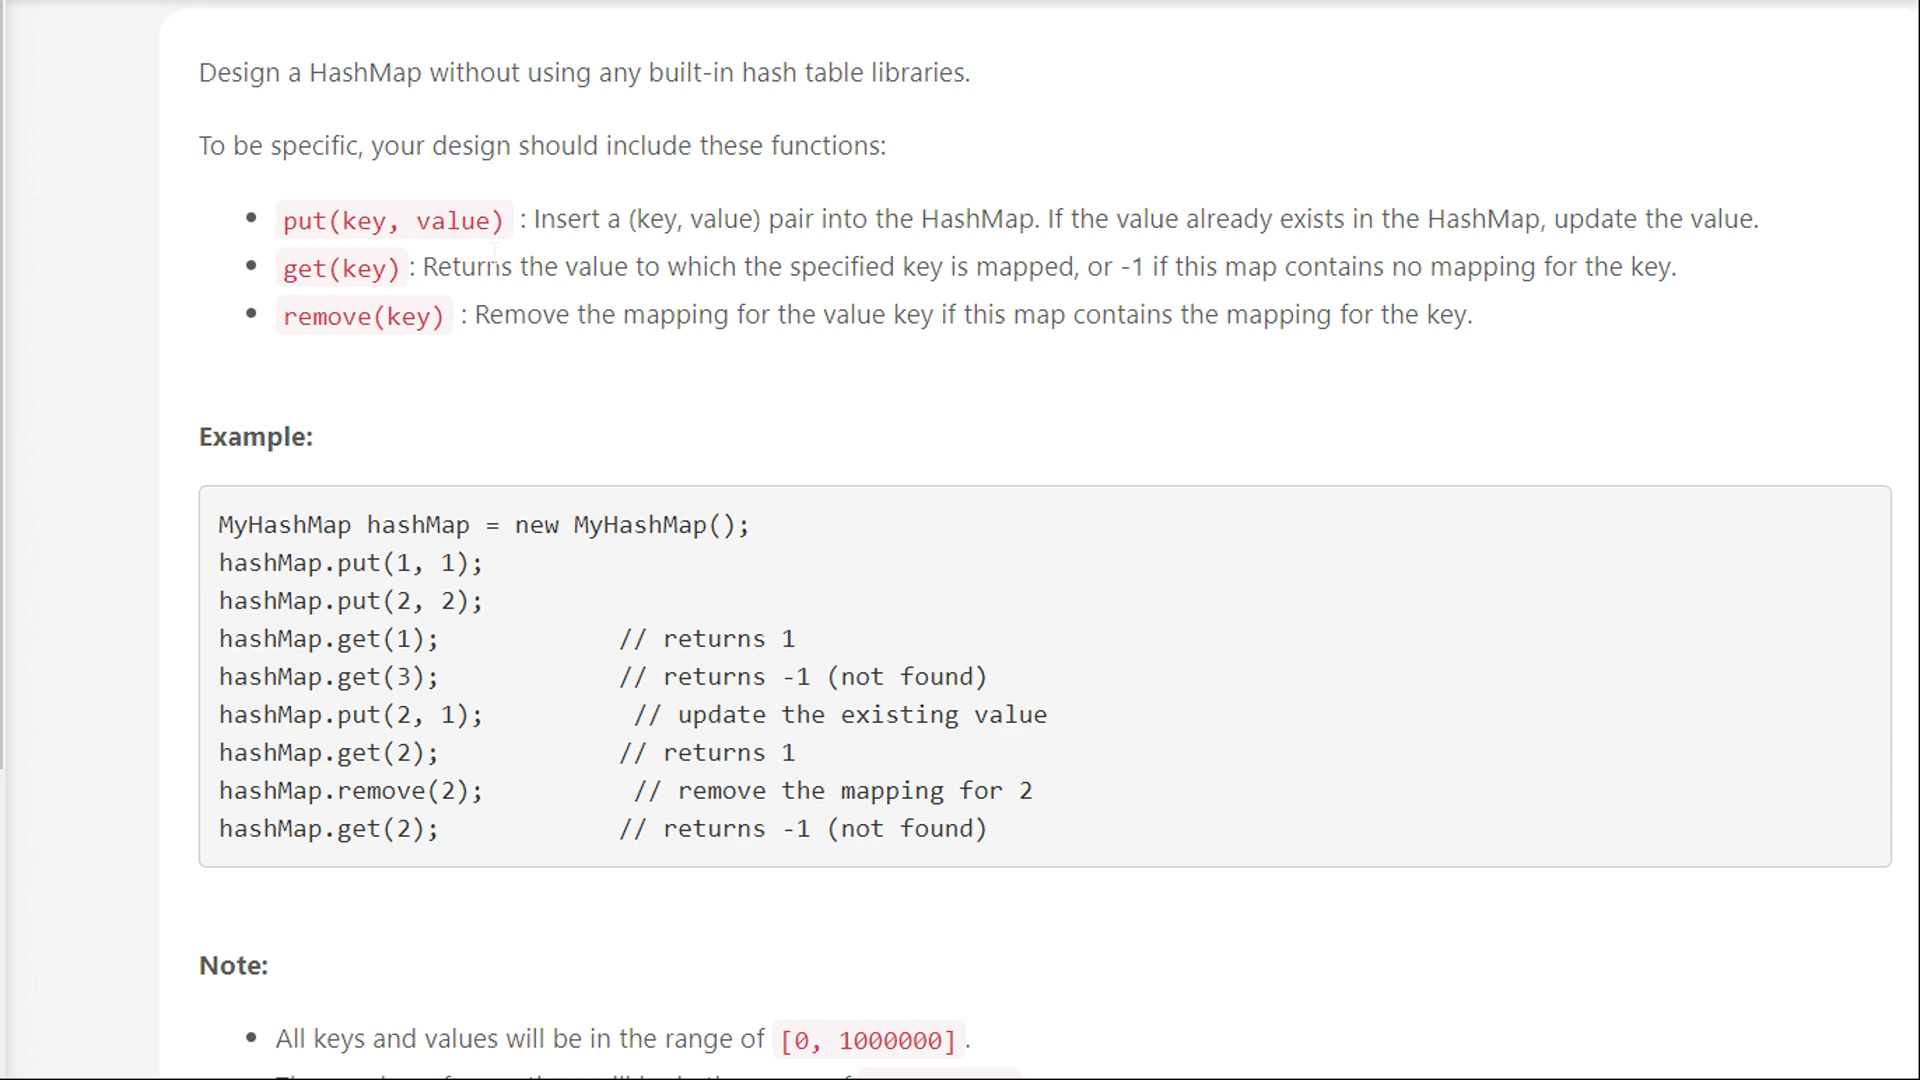 Design a HashMap without using any built-in hash table libraries.
To be specific, your design should include these functions:
put(key, value) : Insert a (key, value) pair into the HashMap. If the value already exists in the HashMap, update the value.
get(key) : Returns the value to which the specified key is mapped, or -1 if this map contains no mapping for the key.
remove(key) : Remove the mapping for the value key if this map contains the mapping for the key.
Example:
MyHashMap hashMap = new MyHashMap();
hashMap.put(1, 1);
hashMap.put(2, 2);
hashMap.get(1); // returns 1
hashMap.get(3); // returns -1 (not found)
hashMap.put(2, 1); // update the existing value
hashMap.get(2); // returns 1
hashMap.remove(2); // remove the mapping for 2
hashMap.get(2); // returns -1 (not found)
Note:
All keys and values will be in the range of [0, 1000000].